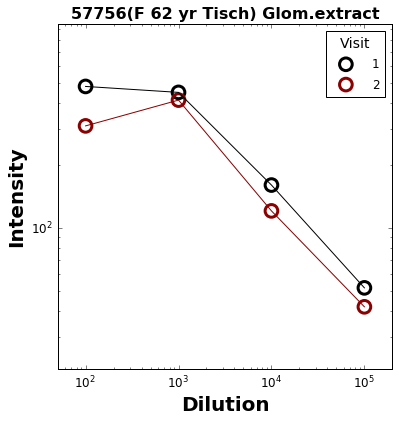 57756(F 62 yr Tisch) Glom.extract
Visit
1
2
Intensity
10²
10² 10³ 10⁴ 10⁵
Dilution